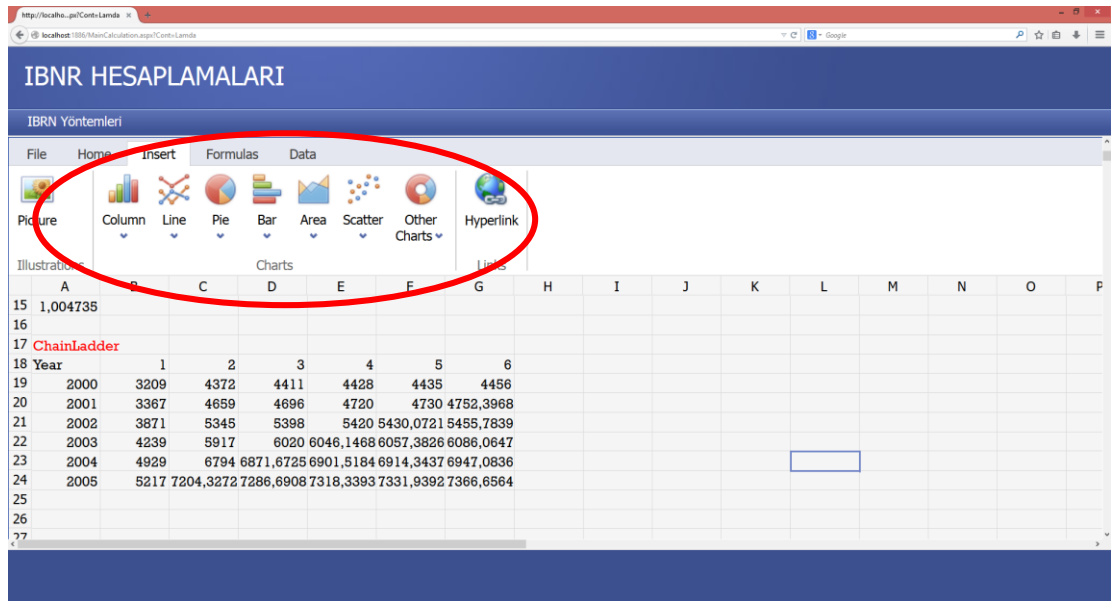 http://localho...px?Cont=Lamda × +
localhost:1886/MainCalculation.aspx?Cont=Lamda Google
IBNR HESAPLAMALARI
IBRN Yöntemleri
File Home Insert Formulas Data
Picture Column Line Pie Bar Area Scatter Other Charts Hyperlink
Illustrations Charts Links
A B C D E F G H I J K L M N O P
15 1,004735
16
17 ChainLadder
18 Year 1 2 3 4 5 6
19 2000 3209 4372 4411 4428 4435 4456
20 2001 3367 4659 4696 4720 4730 4752,3968
21 2002 3871 5345 5398 5420 5430,0721 5455,7839
22 2003 4239 5917 6020 6046,1468 6057,3826 6086,0647
23 2004 4929 6794 6871,6725 6901,5184 6914,3437 6947,0836
24 2005 5217 7204,3272 7286,6908 7318,3393 7331,9392 7366,6564
25
26
27